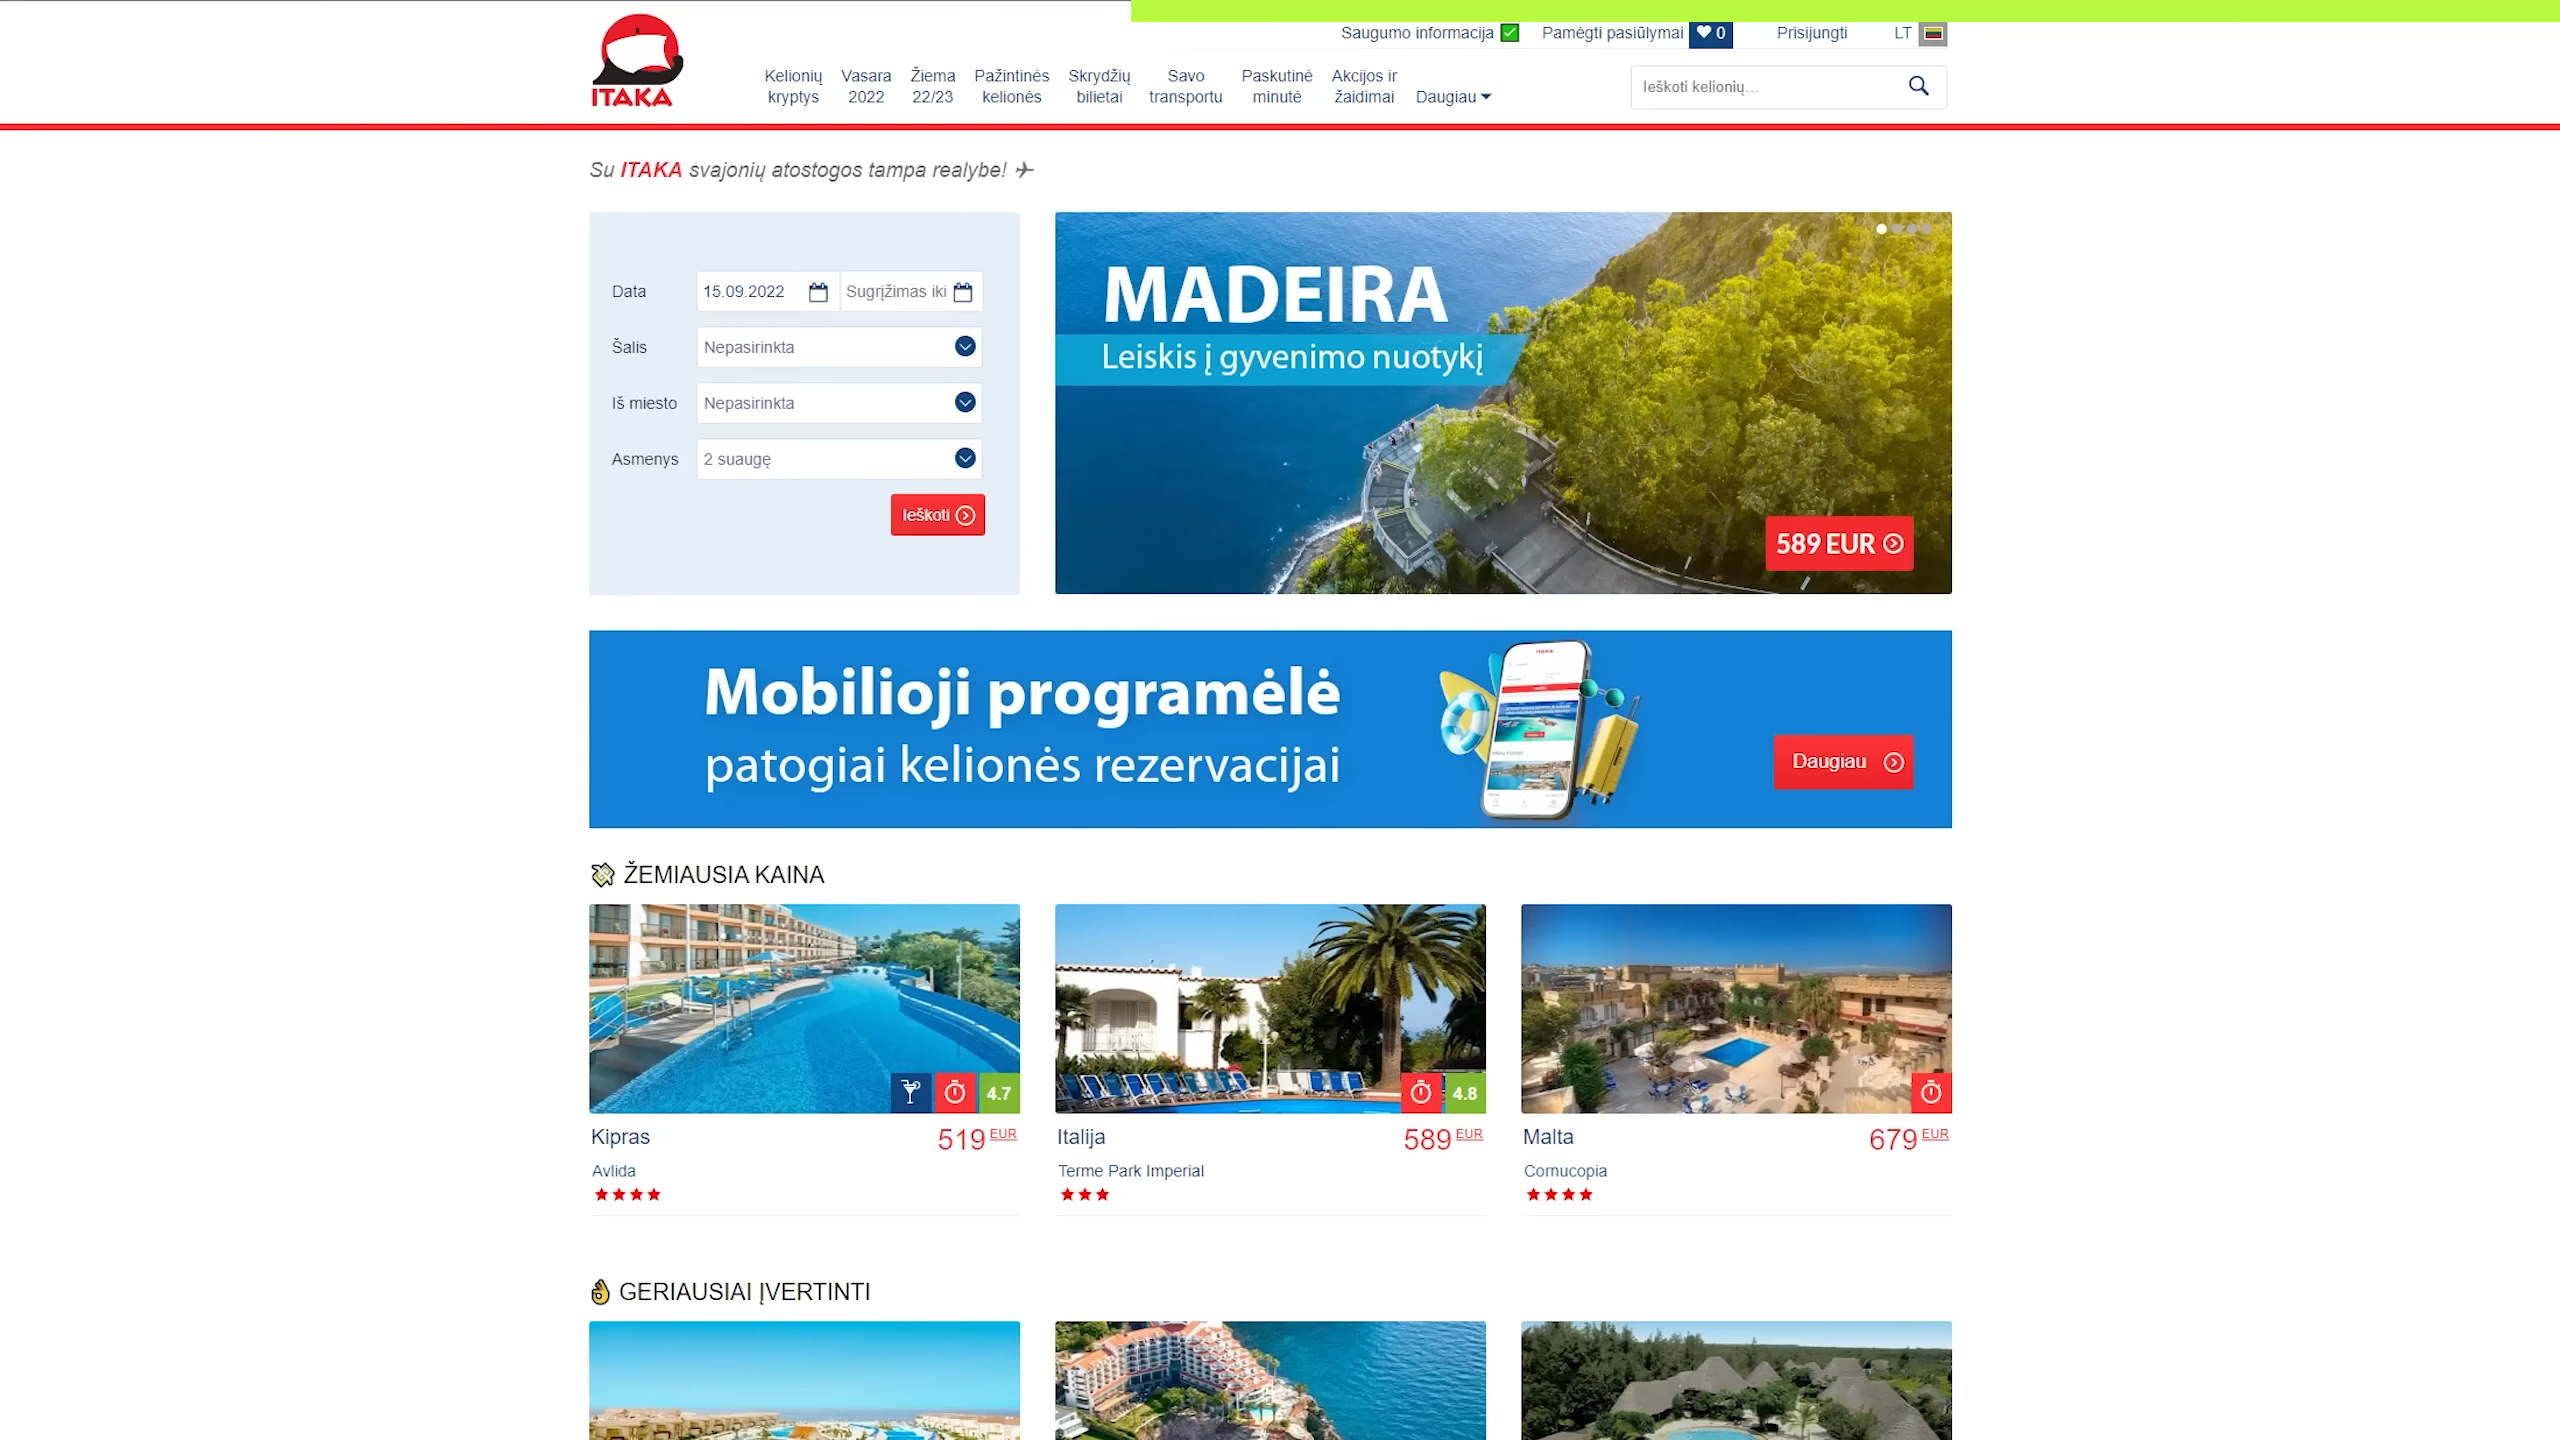 Saugumo informacija
Pamėgti pasiūlymai 0
Prisijungti
LT
ITAKA
Kelionių kryptys
Vasara 2022
Žiema 22/23
Pažintinės kelionės
Skrydžių bilietai
Savo transportu
Paskutinė minutė
Akcijos ir žaidimai
Daugiau
Ieškoti kelionių...
Su ITAKA svajonių atostogos tampa realybe!
Data 15.09.2022 Sugrįžimas iki
Šalis Nepasirinkta
Iš miesto Nepasirinkta
Asmenys 2 suaugę
Ieškoti
MADEIRA
Leiskis į gyvenimo nuotykį
589 EUR
Mobilioji programėlė
patogiai kelionės rezervacijai
Daugiau
ŽEMIAUSIA KAINA
4.7
Kipras 519 EUR
Avlida
4.8
Italija 589 EUR
Terme Park Imperial
Malta 679 EUR
Cornucopia
GERIAUSIAI ĮVERTINTI